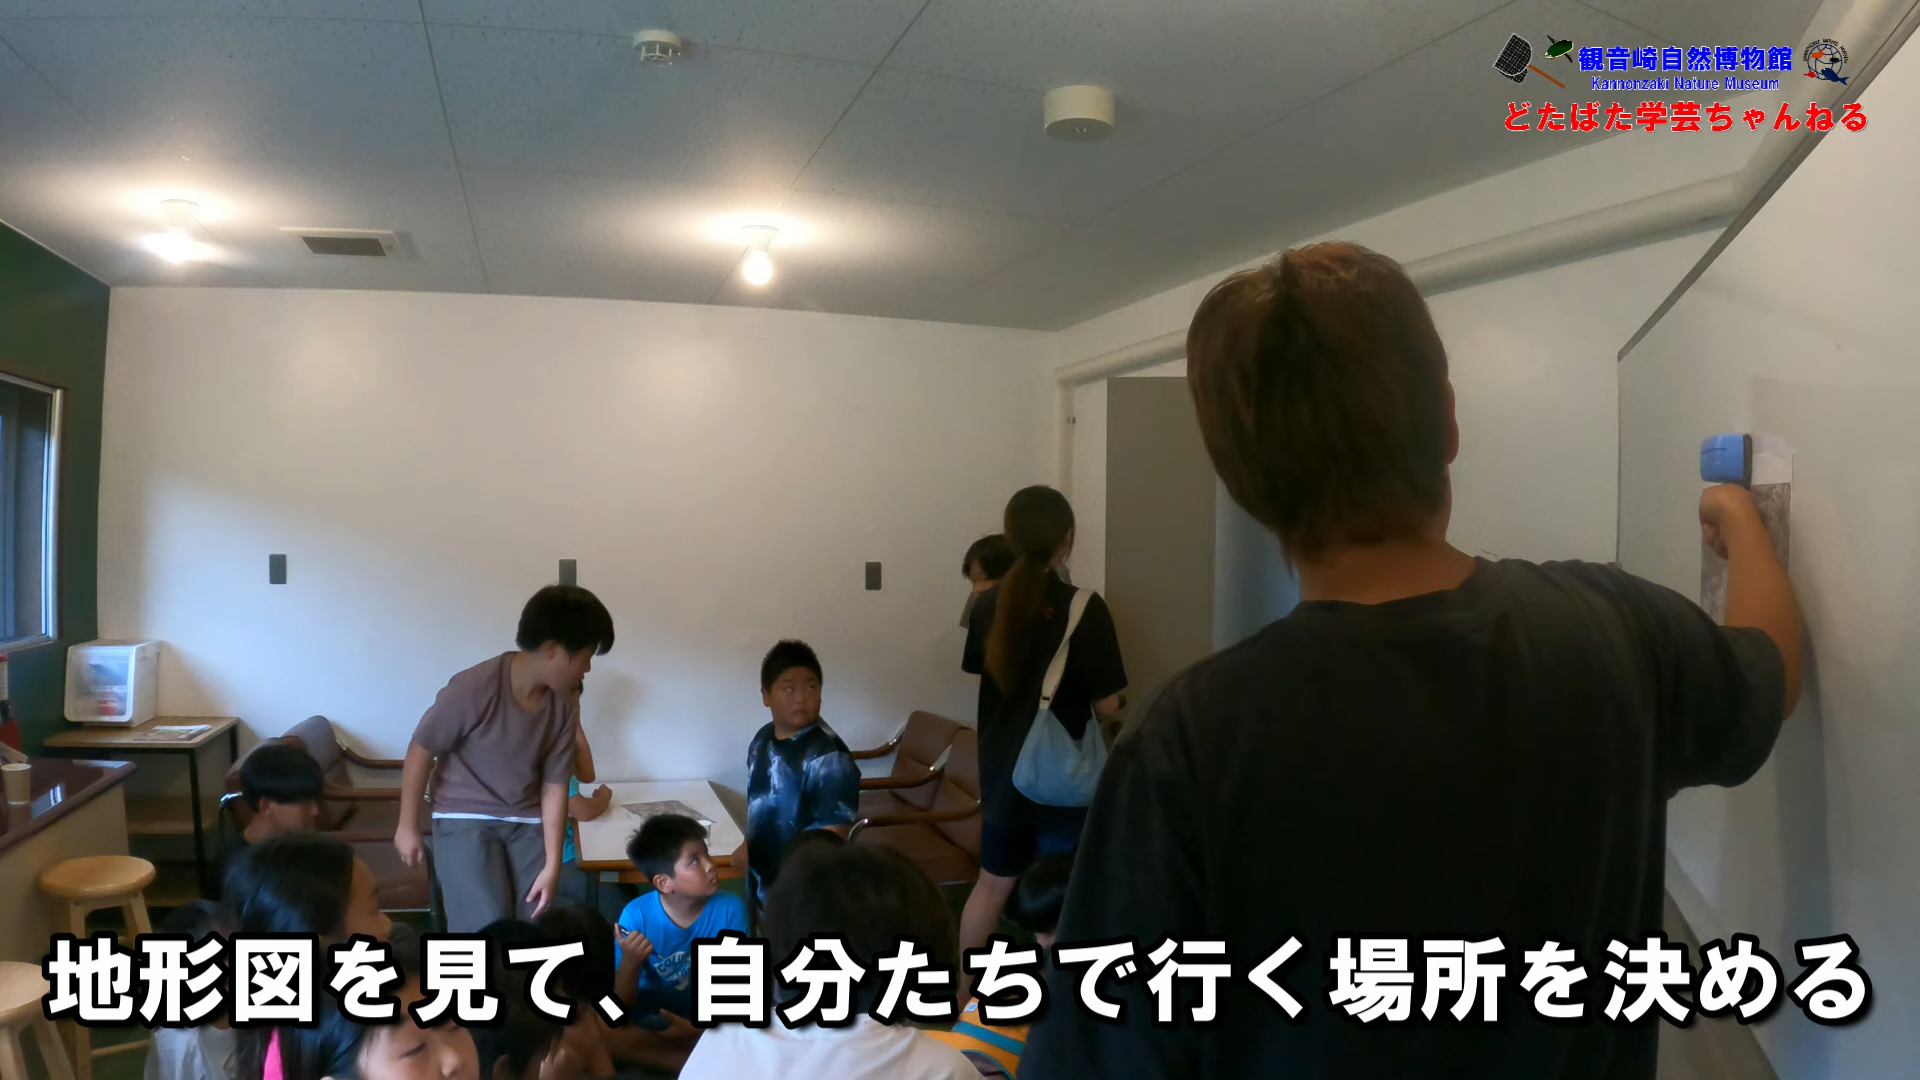 観音崎自然博物館
Kannonzaki Nature Museum
どたばた学芸ちゃんねる
地形図を見て、自分たちで行く場所を決める